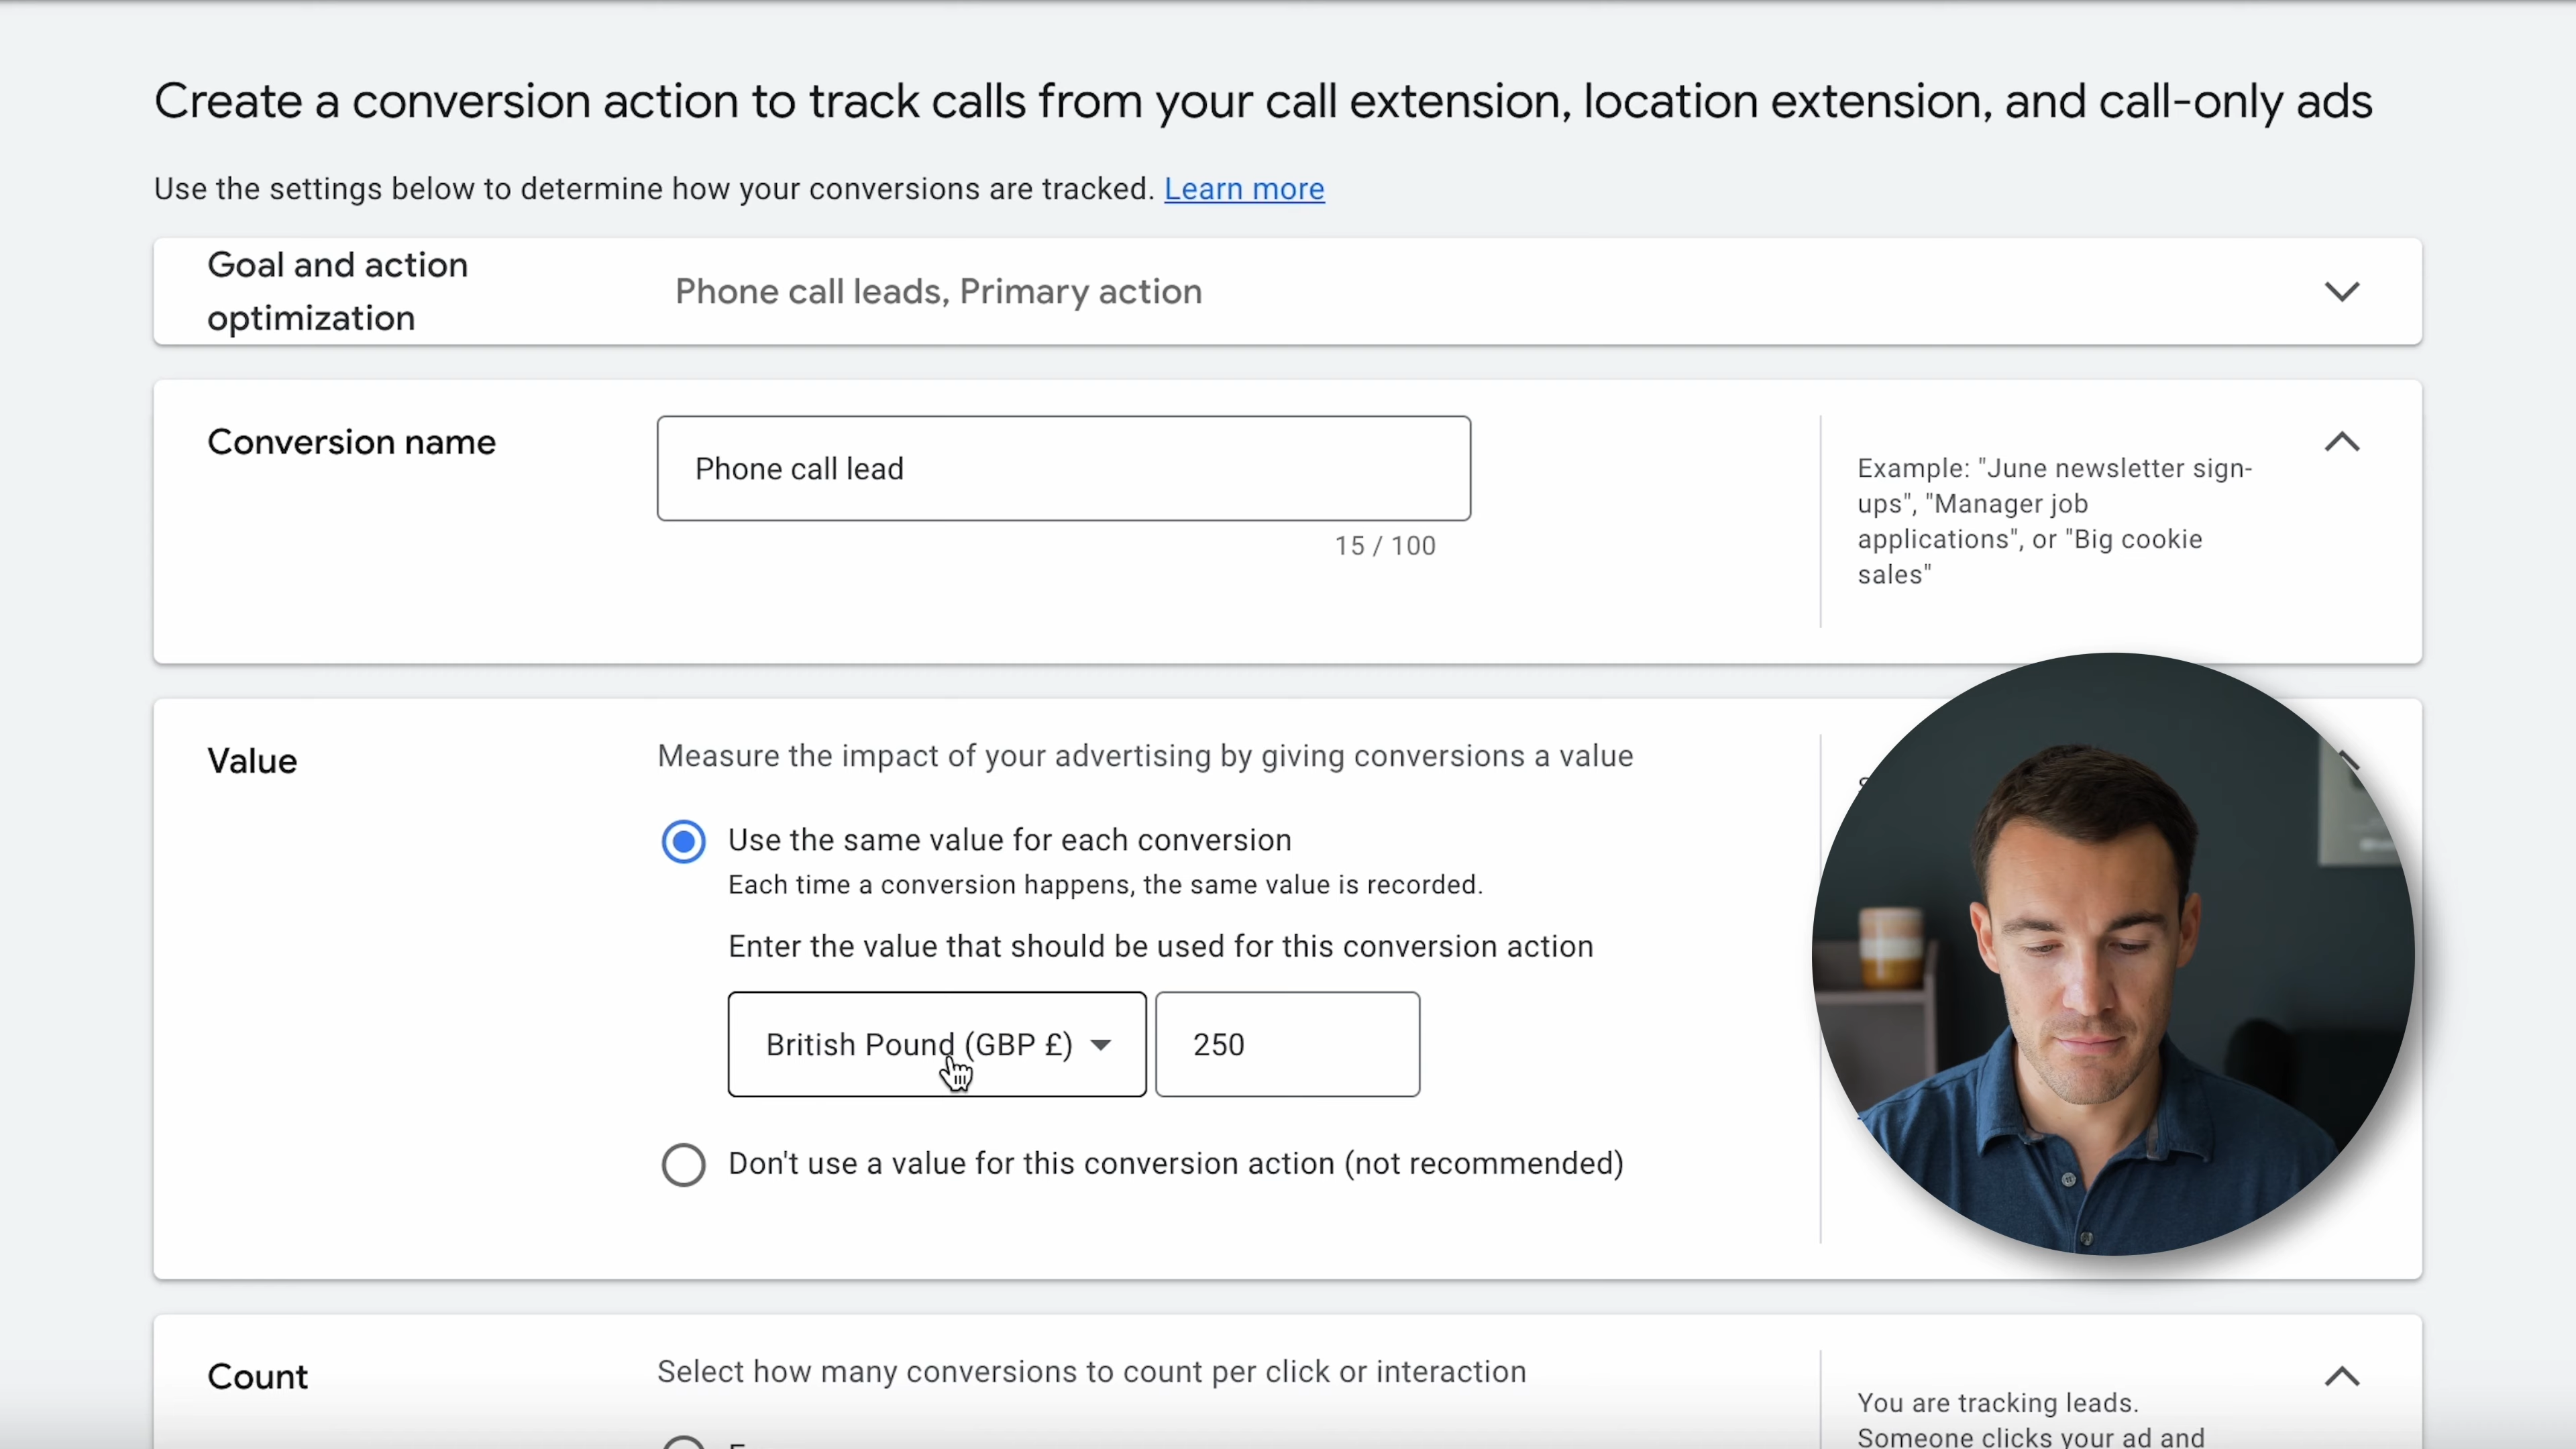 Create a conversion action to track calls from your call extension, location extension, and call-only ads
Use the settings below to determine how your conversions are tracked. Learn more
Goal and action
optimization
Phone call leads, Primary action
Conversion name
Phone call lead
15 / 100
Example: "June newsletter sign-
ups", "Manager job
applications", or "Big cookie
sales"
Value
Measure the impact of your advertising by giving conversions a value
Use the same value for each conversion
Each time a conversion happens, the same value is recorded.
Enter the value that should be used for this conversion action
British Pound (GBP £)
250
Don't use a value for this conversion action (not recommended)
Count
Select how many conversions to count per click or interaction
You are tracking leads.
Someone clicks your ad and